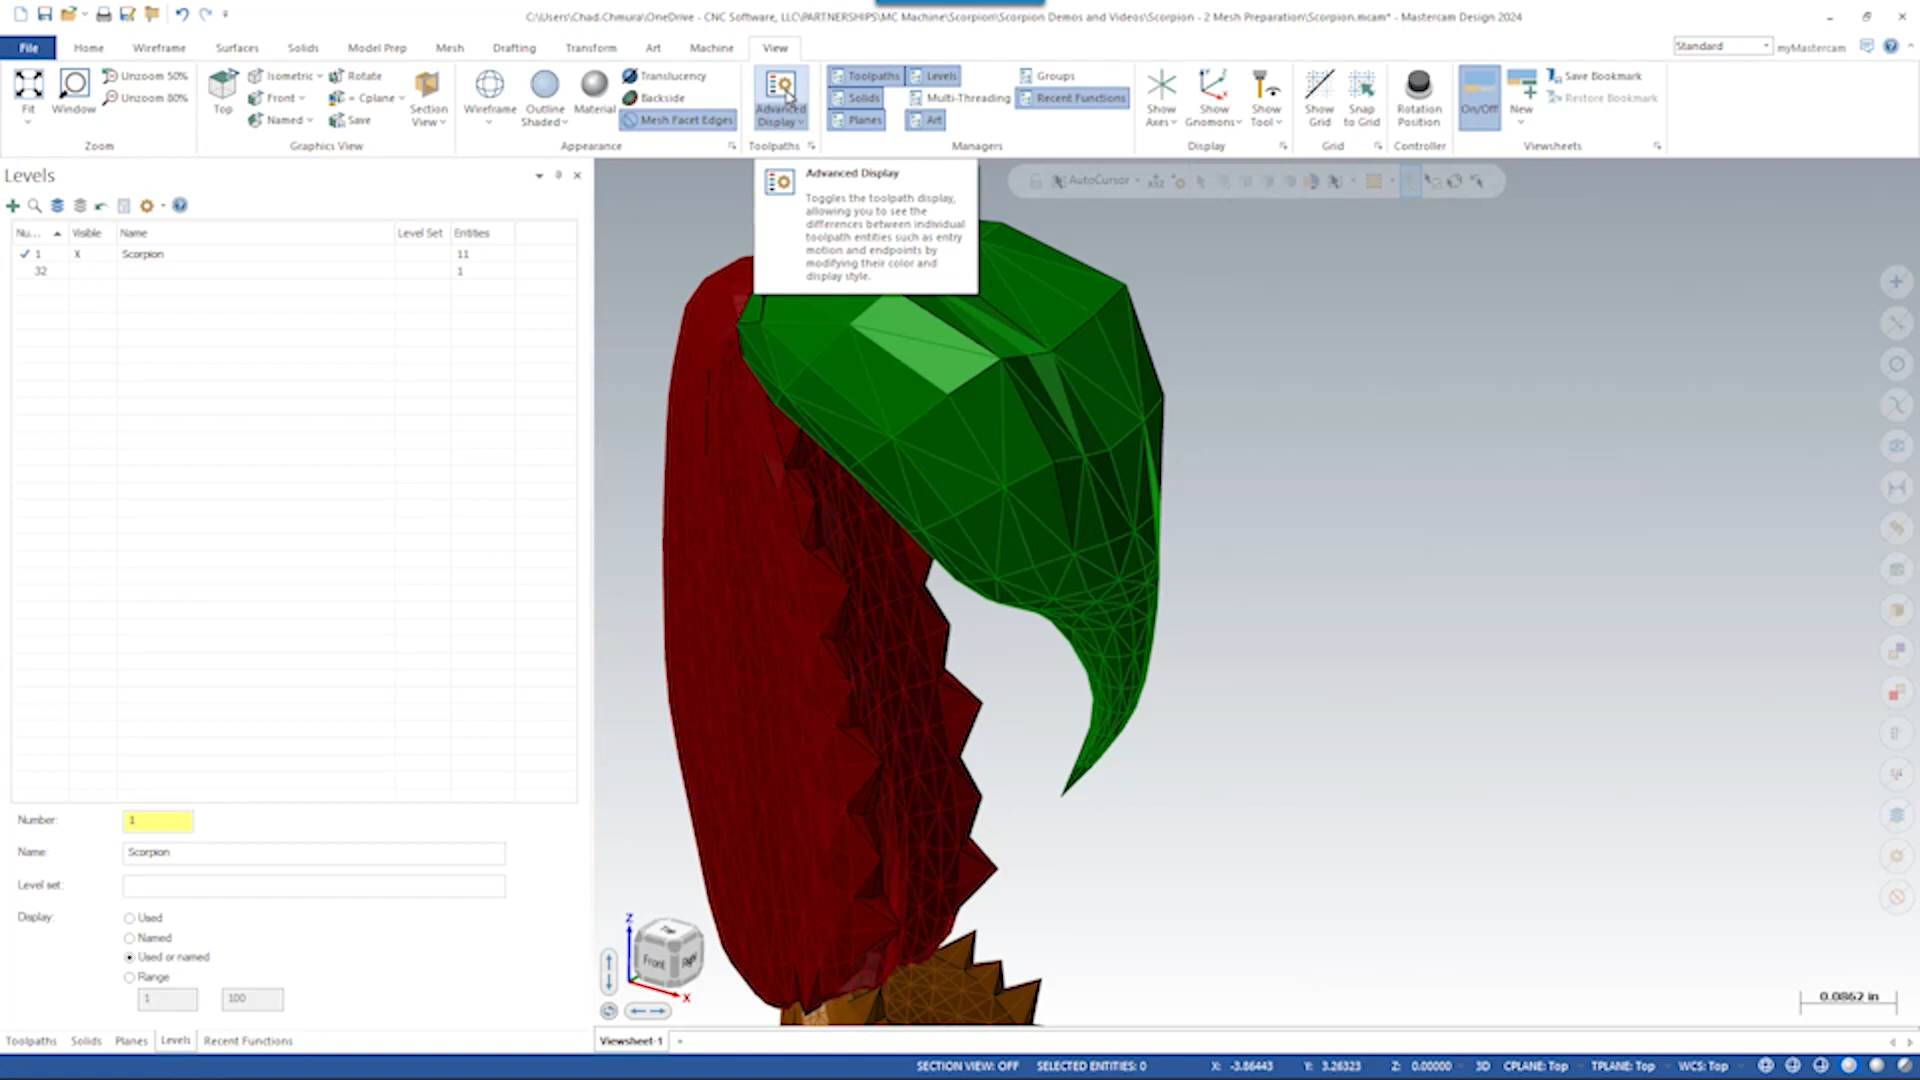 C:\Users\Chad.Chmura\OneDrive - CNC Software, LLC\PARTNERSHIPS\MC Machine\Scorpion\Scorpion Demos and Videos\Scorpion - 2 Mesh Preparation\Scorpion.mcam* - Mastercam Design 2024
File Home Wireframe Surfaces Solids Model Prep Mesh Drafting Transform Art Machine View Standard myMastercam
Unzoom 50% Isometric Rotate Translucency Toolpaths Levels Groups Save Bookmark
Unzoom 80% Front = Cplane Backside Solids Multi-Threading Recent Functions Restore Bookmark
Fit Window Top Section View Wireframe Outline Shaded Material Advanced Display Show Axes Show Gnomons Show Tool Show Grid Snap to Grid Rotation Position On/Off New
Named Save Mesh Facet Edges Planes Art
Zoom Graphics View Appearance Toolpaths Managers Display Grid Controller Viewsheets
Levels
Advanced Display
Toggles the toolpath display,
allowing you to see the
differences between individual
toolpath entities such as entry
motion and endpoints by
modifying their color and
display style.
AutoCursor
Nu... Visible Name Level Set Entities
1 X Scorpion 11
32 1
Number: 1
Name: Scorpion
Level set:
Display: Used
Named
Used or named
Range
1 100
Z
Top
Front Right
X
0.0862 in
Toolpaths Solids Planes Levels Recent Functions
Viewsheet-1
SECTION VIEW: OFF SELECTED ENTITIES: 0 X: -3.86443 Y: 3.26323 Z: 0.00000 3D CPLANE: Top TPLANE: Top WCS: Top